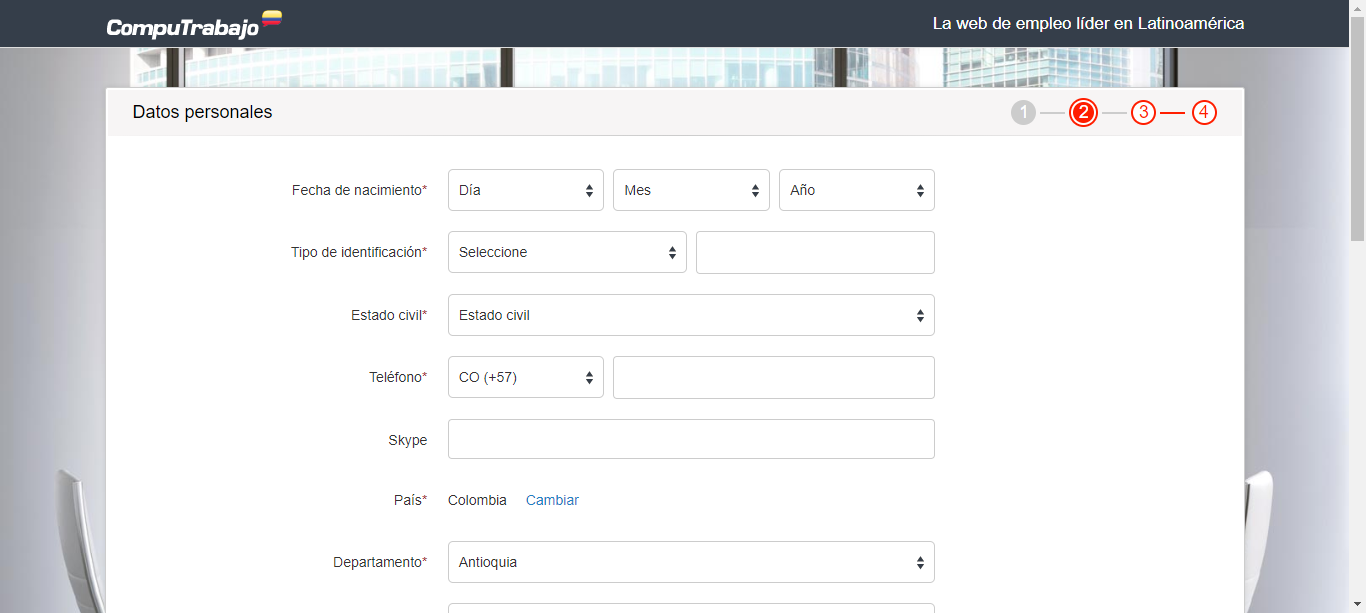 CompuTrabajo
La web de empleo líder en Latinoamérica
Datos personales
1 2 3 4
Fecha de nacimiento* Día Mes Año
Tipo de identificación* Seleccione
Estado civil* Estado civil
Teléfono* CO (+57)
Skype
País* Colombia Cambiar
Departamento* Antioquia